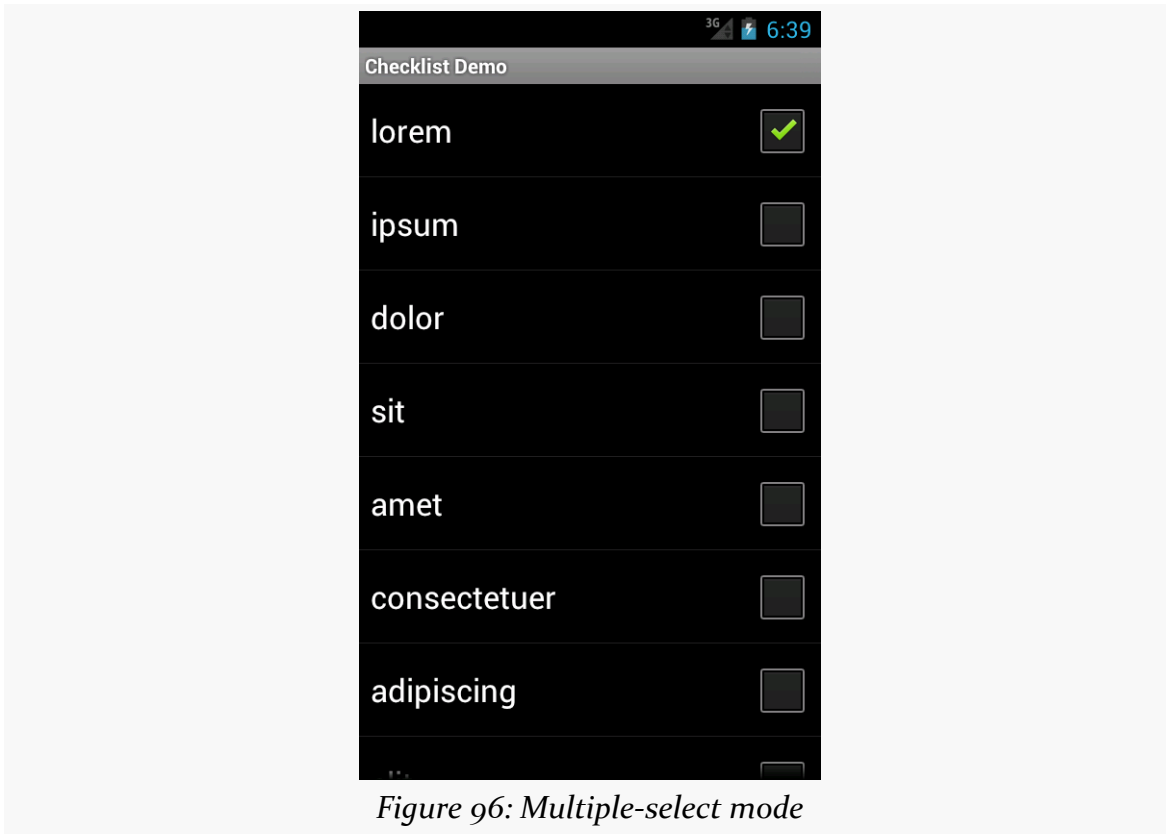 3G 6:39
Checklist Demo
lorem
ipsum
dolor
sit
amet
consectetuer
adipiscing
Figure 96: Multiple-select mode